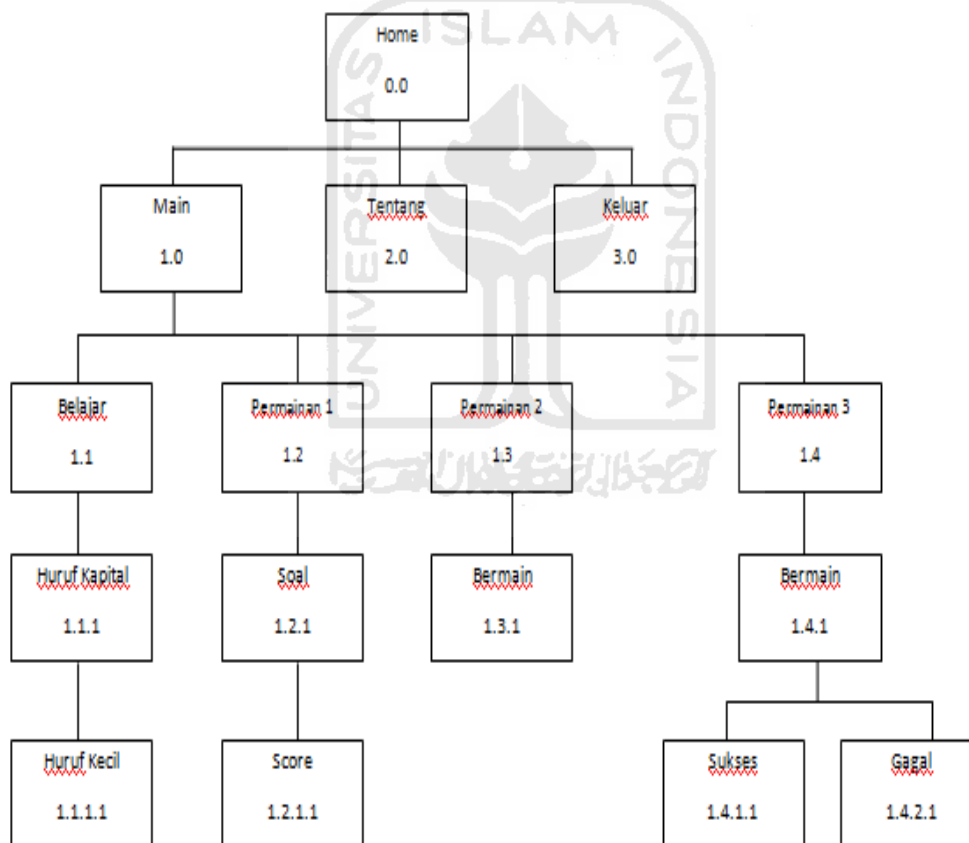 Home
0.0
Main
1.0
Tentang
2.0
Keluar
3.0
Belajar
1.1
Permainan 1
1.2
Permainan 2
1.3
Permainan 3
1.4
Huruf Kapital
1.1.1
Soal
1.2.1
Bermain
1.3.1
Bermain
1.4.1
Huruf Kecil
1.1.1.1
Score
1.2.1.1
Sukses
1.4.1.1
Gagal
1.4.2.1
UNIVERSITAS
ISLAM
INDONESIA